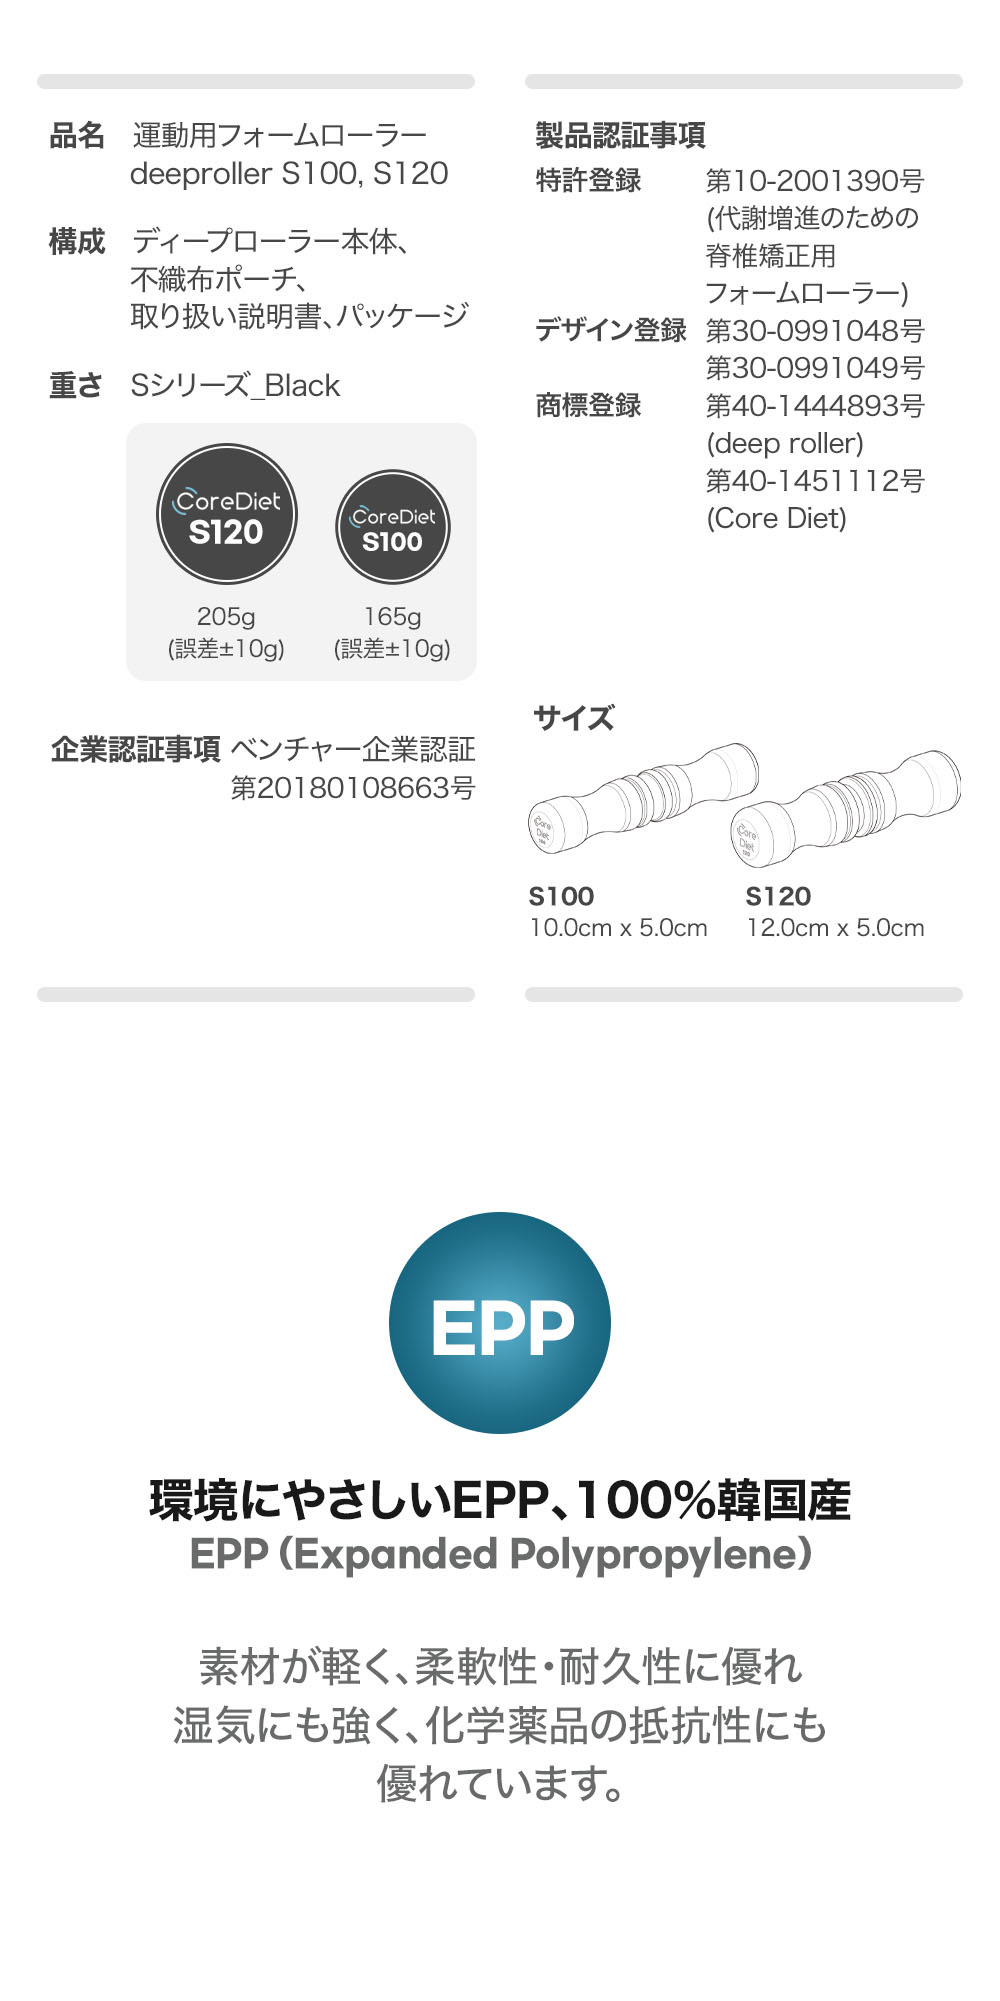 品名 運動用フォームローラー
deeproller S100, S120
構成 ディープローラー本体、
不織布ポーチ、
取り扱い説明書、パッケージ
重さ Sシリーズ_Black
CoreDiet
S120
CoreDiet
S100
205g
(誤差±10g)
165g
(誤差±10g)
企業認証事項 ベンチャー企業認証
第20180108663号
製品認証事項
特許登録 第10-2001390号
(代謝増進のための
脊椎矯正用
フォームローラー)
デザイン登録 第30-0991048号
第30-0991049号
商標登録 第40-1444893号
(deep roller)
第40-1451112号
(Core Diet)
サイズ
Core
Diet
100
Core
Diet
120
S100
10.0cm x 5.0cm
S120
12.0cm x 5.0cm
EPP
環境にやさしいEPP、100%韓国産
EPP（Expanded Polypropylene）
素材が軽く、柔軟性・耐久性に優れ
湿気にも強く、化学薬品の抵抗性にも
優れています。